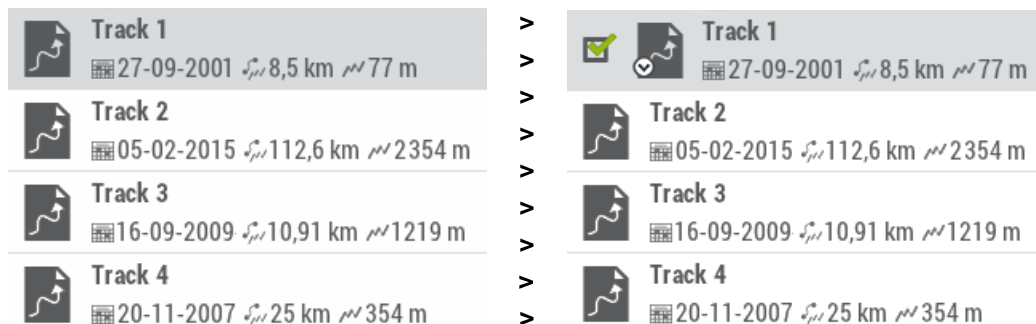 Track 1
27-09-2001 8,5 km 77 m
Track 2
05-02-2015 112,6 km 2354 m
Track 3
16-09-2009 10,91 km 1219 m
Track 4
20-11-2007 25 km 354 m
>
>
>
>
>
>
>
>
>
Track 1
27-09-2001 8,5 km 77 m
Track 2
05-02-2015 112,6 km 2354 m
Track 3
16-09-2009 10,91 km 1219 m
Track 4
20-11-2007 25 km 354 m